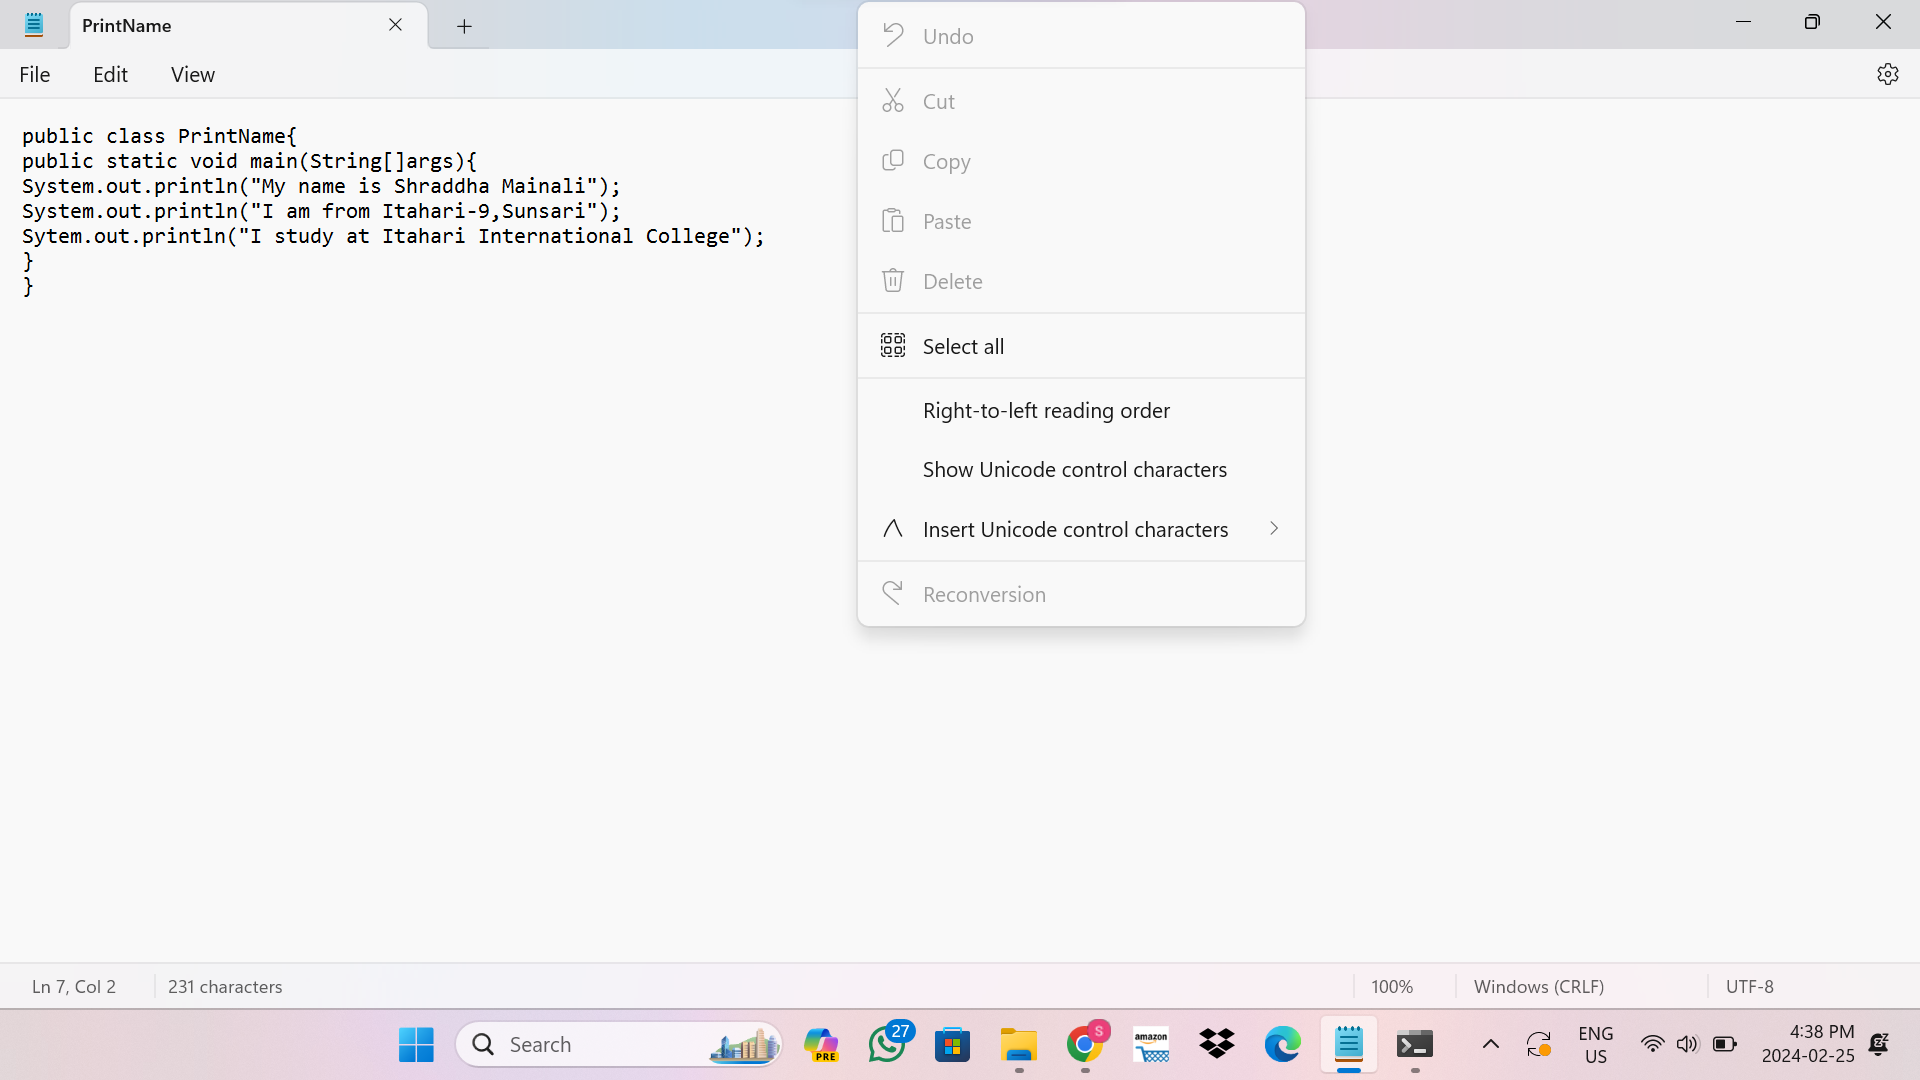 PrintName
File Edit View
public class PrintName{
public static void main(String[]args){
System.out.println("My name is Shraddha Mainali");
System.out.println("I am from Itahari-9,Sunsari");
Sytem.out.println("I study at Itahari International College");
}
}
Undo
Cut
Copy
Paste
Delete
Select all
Right-to-left reading order
Show Unicode control characters
Insert Unicode control characters
Reconversion
Ln 7, Col 2 231 characters 100% Windows (CRLF) UTF-8
Search PRE 27 S amazon ENG 4:38 PM
US 2024-02-25